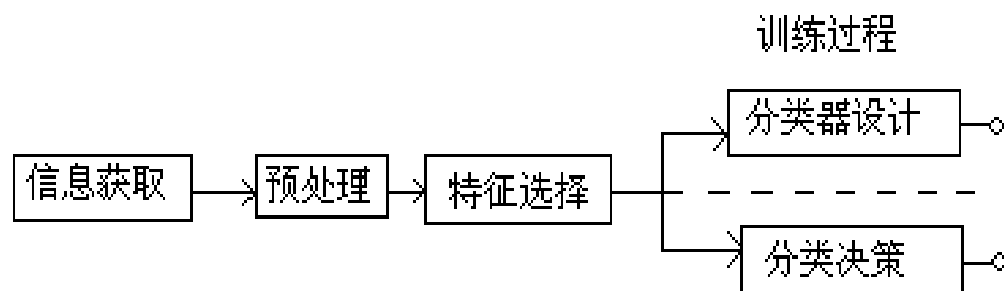 训练过程
分类器设计
信息获取
预处理
特征选择
分类决策